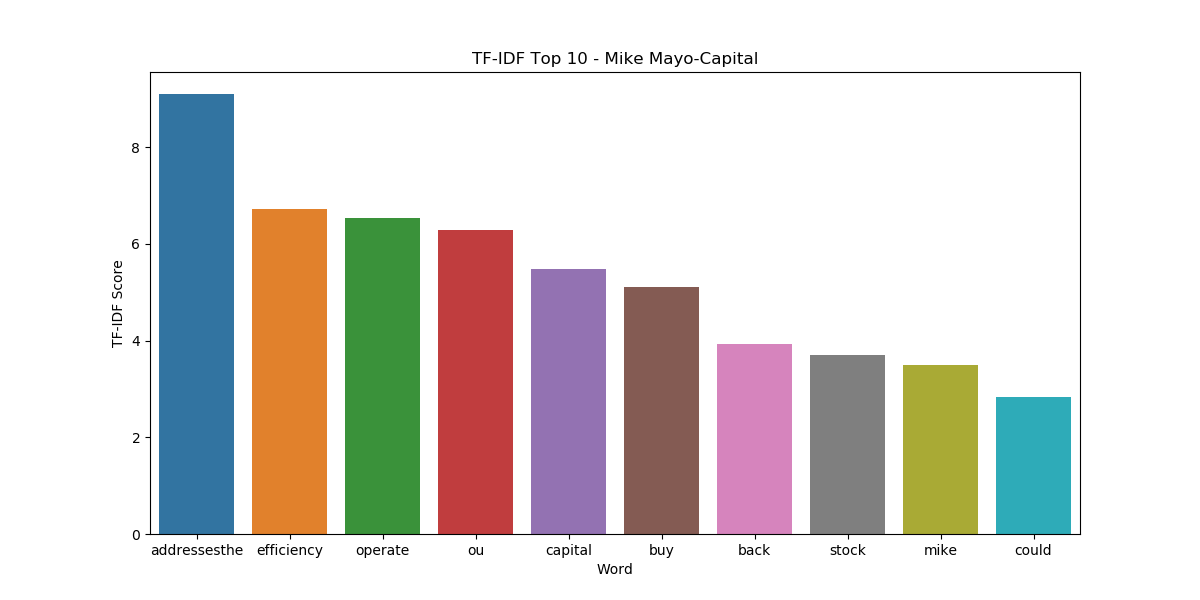 TF-IDF Top 10 - Mike Mayo-Capital
TF-IDF Score
8
6
4
2
0
addressesthe efficiency operate ou capital buy back stock mike could
Word